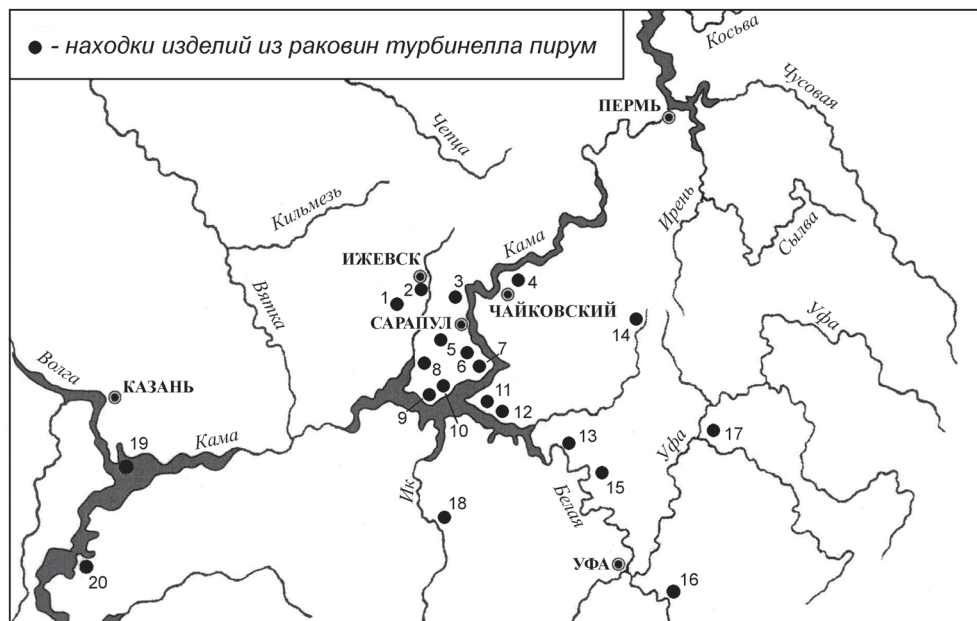 ● - находки изделий из раковин турбинелла пирум
Косьва
Чусовая
ПЕРМЬ
Чепца
Кильмезь
Ирень
Сылва
Кама
ИЖЕВСК
1
2
3
4
ЧАЙКОВСКИЙ
САРАПУЛ
Вятка
14
Уфа
5
6
7
8
Волга
КАЗАНЬ
9
10
11
12
19
Кама
13
Уфа
17
Ик
15
Белая
18
УФА
20
16